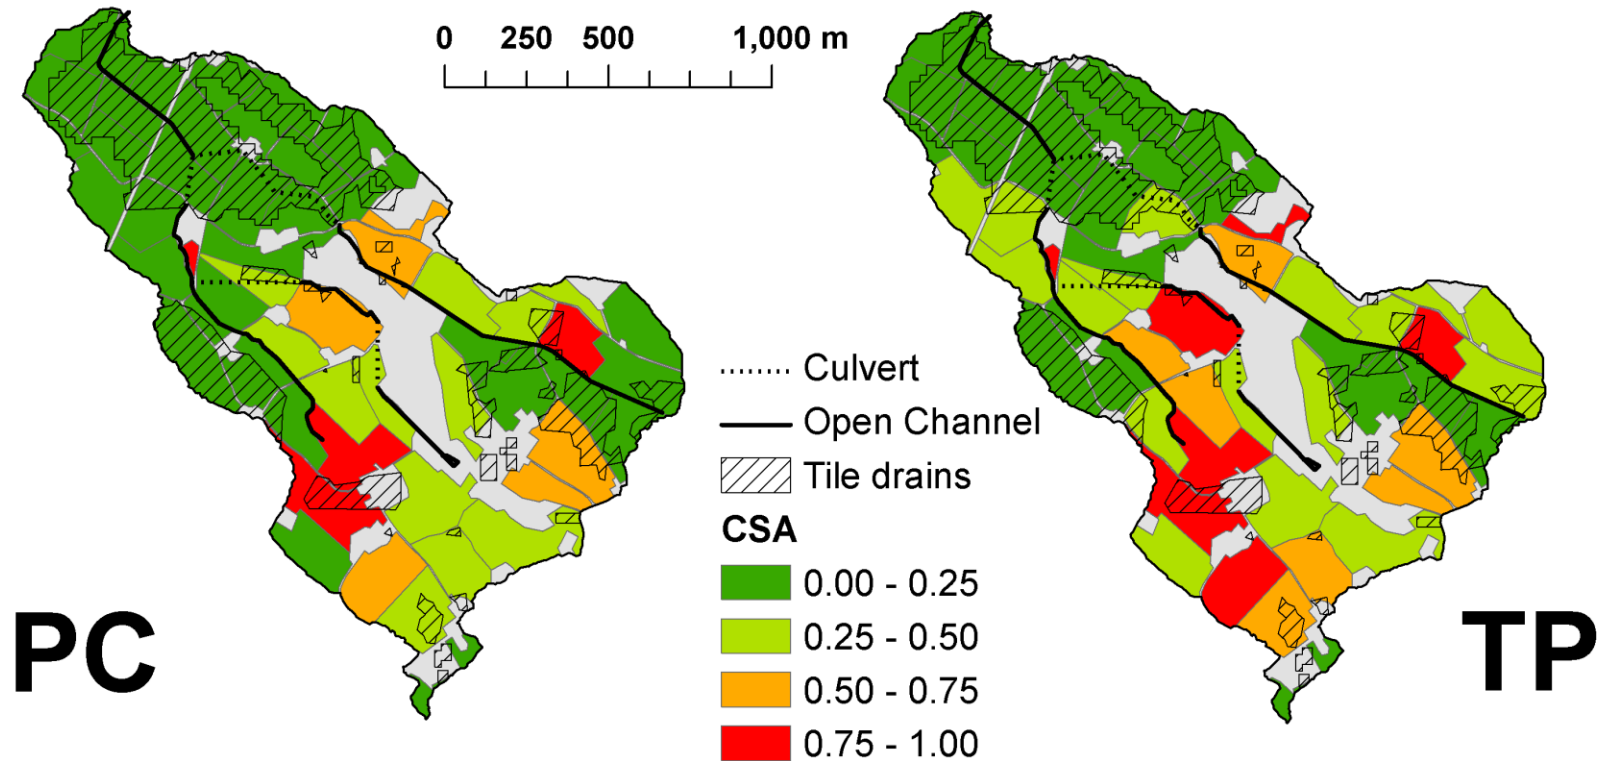 0 250 500 1,000 m
Culvert
Open Channel
Tile drains
CSA
0.00 - 0.25
0.25 - 0.50
0.50 - 0.75
0.75 - 1.00
PC
TP